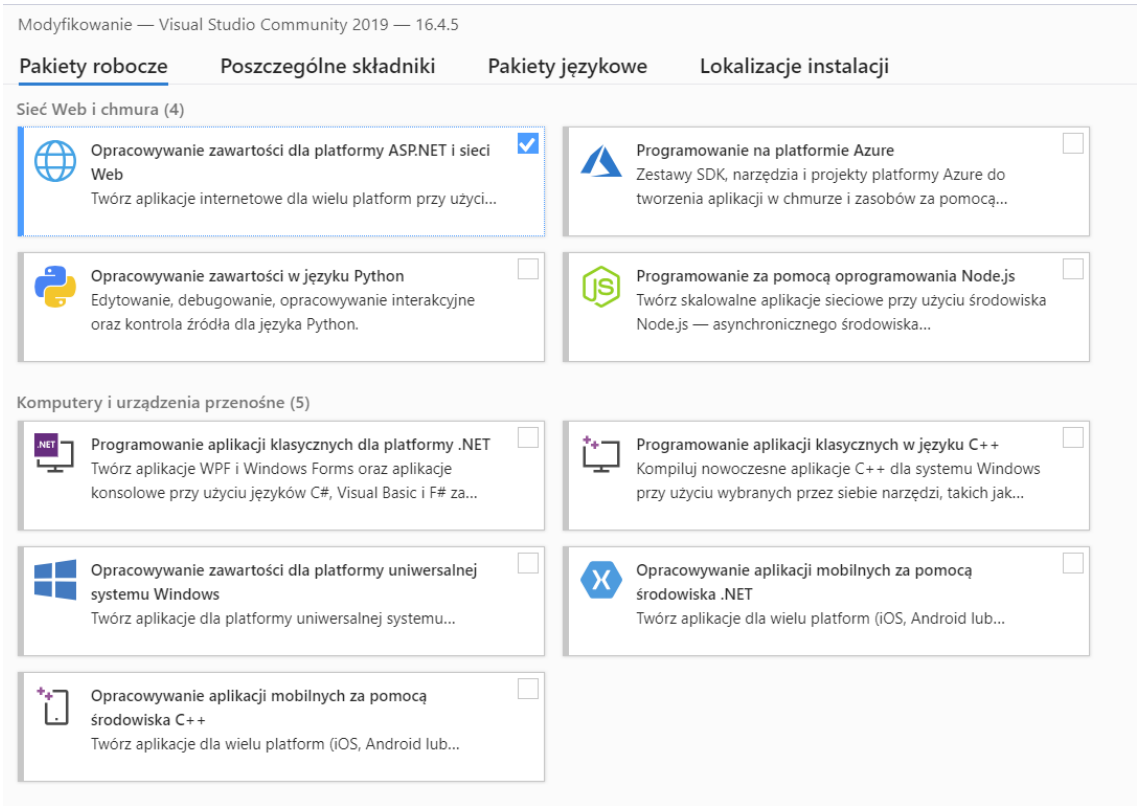 Modyfikowanie — Visual Studio Community 2019 — 16.4.5
Pakiety robocze Poszczególne składniki Pakiety językowe Lokalizacje instalacji
Sieć Web i chmura (4)
Opracowywanie zawartości dla platformy ASP.NET i sieci
Web
Twórz aplikacje internetowe dla wielu platform przy użyci...
Programowanie na platformie Azure
Zestawy SDK, narzędzia i projekty platformy Azure do
tworzenia aplikacji w chmurze i zasobów za pomocą...
Opracowywanie zawartości w języku Python
Edytowanie, debugowanie, opracowywanie interakcyjne
oraz kontrola źródła dla języka Python.
JS
Programowanie za pomocą oprogramowania Node.js
Twórz skalowalne aplikacje sieciowe przy użyciu środowiska
Node.js — asynchronicznego środowiska...
Komputery i urządzenia przenośne (5)
.NET
Programowanie aplikacji klasycznych dla platformy .NET
Twórz aplikacje WPF i Windows Forms oraz aplikacje
konsolowe przy użyciu języków C#, Visual Basic i F# za...
Programowanie aplikacji klasycznych w języku C++
Kompiluj nowoczesne aplikacje C++ dla systemu Windows
przy użyciu wybranych przez siebie narzędzi, takich jak...
Opracowywanie zawartości dla platformy uniwersalnej
systemu Windows
Twórz aplikacje dla platformy uniwersalnej systemu...
Opracowywanie aplikacji mobilnych za pomocą
środowiska .NET
Twórz aplikacje dla wielu platform (iOS, Android lub...
Opracowywanie aplikacji mobilnych za pomocą
środowiska C++
Twórz aplikacje dla wielu platform (iOS, Android lub...